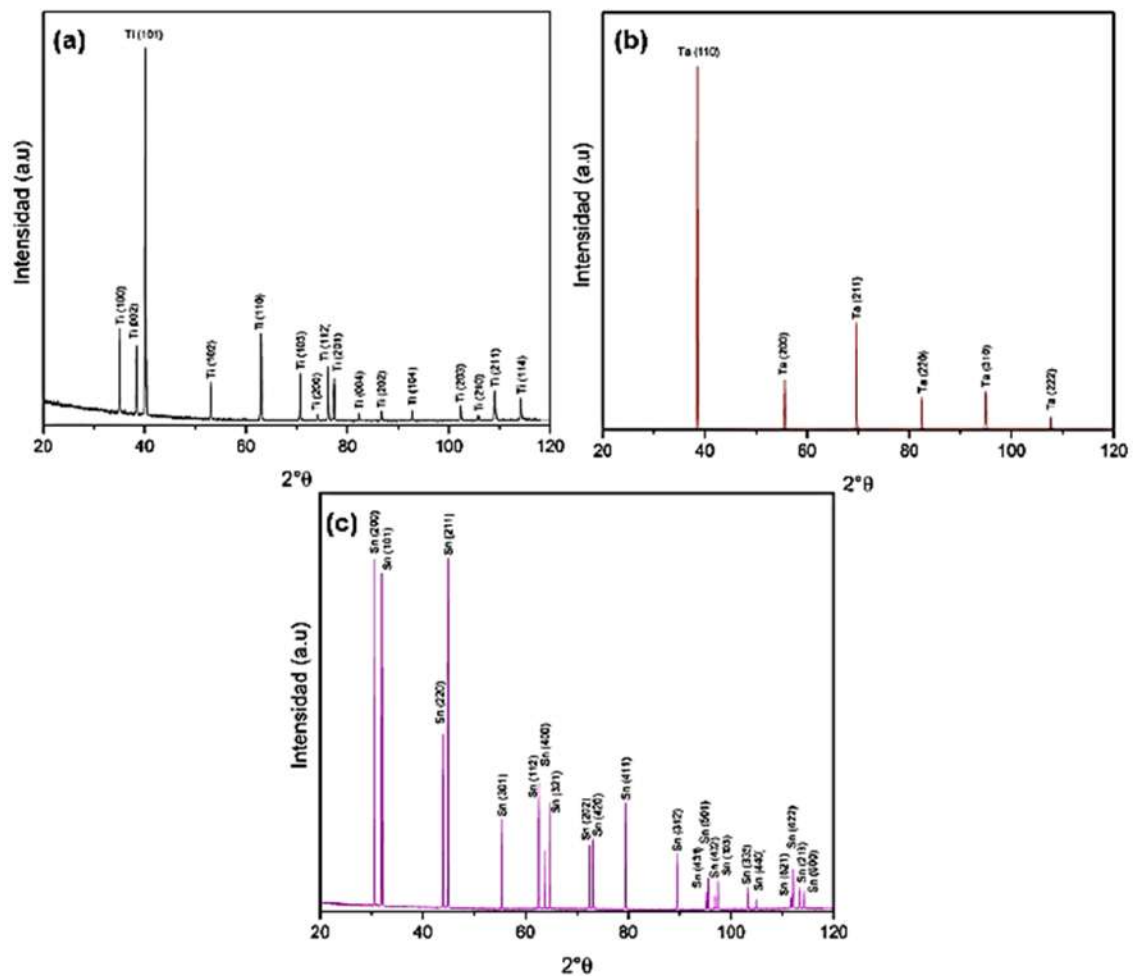 (a)
Ti (101)
Ti (100)
Ti (002)
Ti (102)
Ti (110)
Ti (103)
Ti (200)
Ti (112)
Ti (201)
Ti (004)
Ti (202)
Ti (104)
Ti (203)
Ti (210)
Ti (211)
Ti (114)
Intensidad (a.u)
20 40 60 80 100 120
2°θ
(b)
Ta (110)
Ta (200)
Ta (211)
Ta (220)
Ta (310)
Ta (222)
Intensidad (a.u)
20 40 60 80 100 120
2°θ
(c)
Sn (200)
Sn (101)
Sn (220)
Sn (211)
Sn (301)
Sn (112)
Sn (400)
Sn (321)
Sn (202)
Sn (420)
Sn (411)
Sn (312)
Sn (431)
Sn (501)
Sn (103)
Sn (440)
Sn (521)
Sn (213)
Sn (600)
Intensidad (a.u)
20 40 60 80 100 120
2°θ